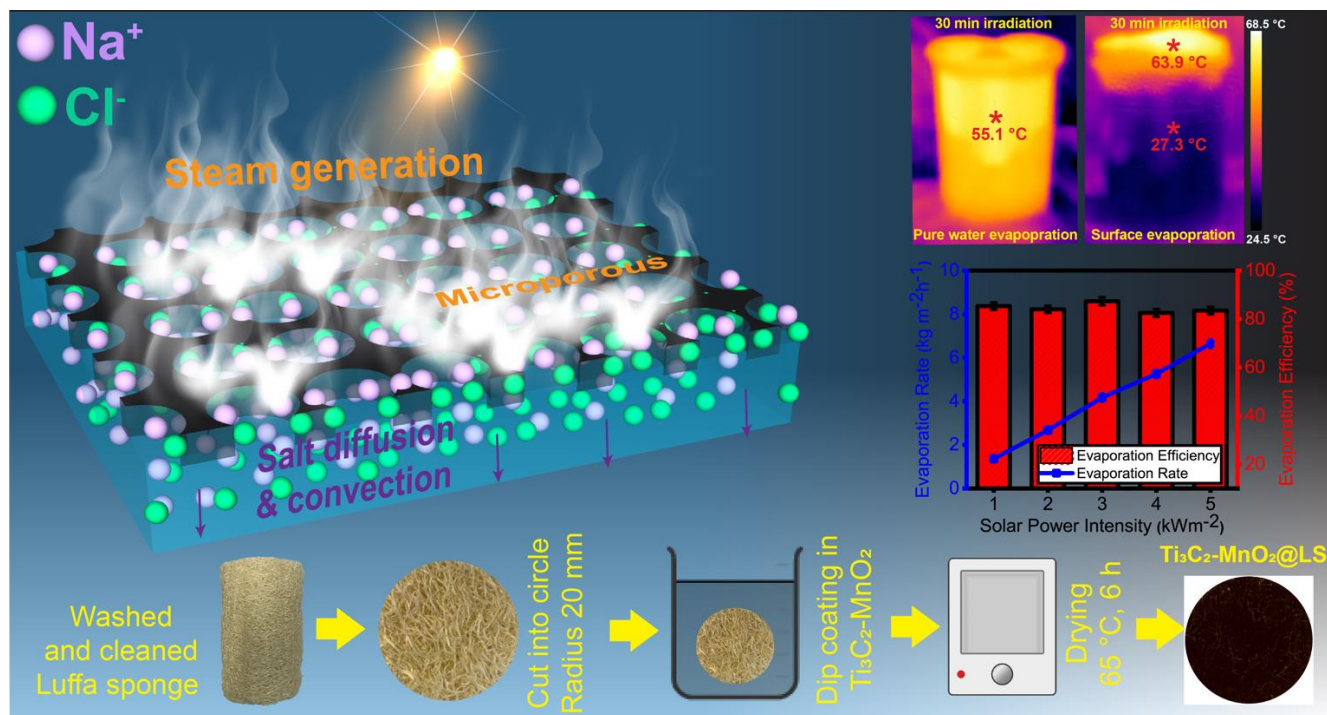 Na⁺
Cl⁻
Steam generation
Microporous
Salt diffusion
& convection
30 min irradiation
55.1 °C
Pure water evapopration
30 min irradiation
63.9 °C
27.3 °C
Surface evapopration
68.5 °C
24.5 °C
Evaporation Rate (kg m⁻²h⁻¹)
10
8
6
4
2
0
100
80
60
40
20
Evaporation Efficiency (%)
Evaporation Efficiency
Evaporation Rate
1 2 3 4 5
Solar Power Intensity (kWm⁻²)
Washed
and cleaned
Luffa sponge
Cut into circle
Radius 20 mm
Dip coating in
Ti₃C₂-MnO₂
Drying
65 °C, 6 h
Ti₃C₂-MnO₂@LS